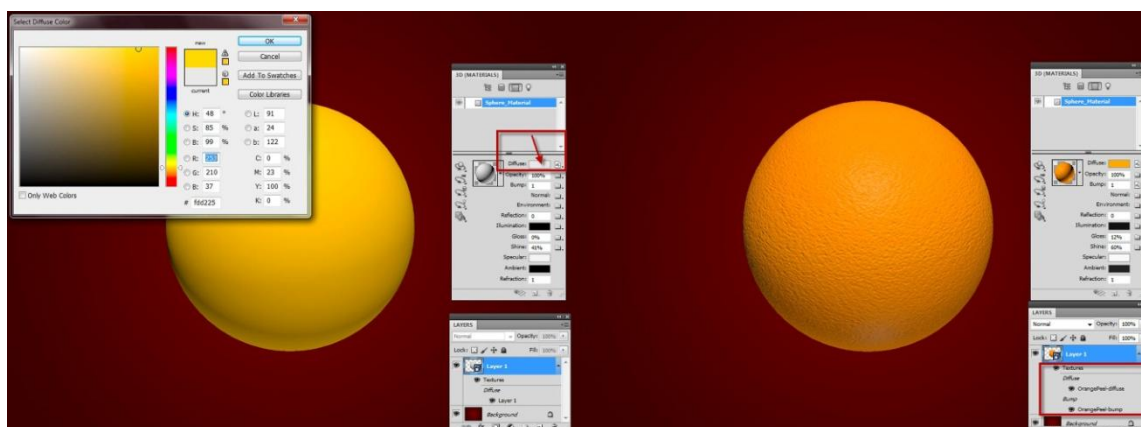 Select Diffuse Color
new
current
OK
Cancel
Add To Swatches
Color Libraries
H: 48 °
S: 85 %
B: 99 %
R: 253
G: 210
B: 37
# fdd225
L: 91
a: 24
b: 122
C: 0 %
M: 23 %
Y: 100 %
K: 0 %
Only Web Colors
3D {MATERIALS}
Sphere_Material
Diffuse:
Opacity: 100%
Bump: 1
Normal:
Environment:
Reflection: 0
Illumination:
Gloss: 0%
Shine: 41%
Specular:
Ambient:
Refraction: 1
LAYERS
Normal
Opacity: 100%
Lock:
Fill: 100%
Layer 1
Textures
Diffuse
Layer 1
Background
3D {MATERIALS}
Sphere_Material
Diffuse:
Opacity: 100%
Bump: 1
Normal:
Environment:
Reflection: 0
Illumination:
Gloss: 12%
Shine: 60%
Specular:
Ambient:
Refraction: 1
LAYERS
Normal
Opacity: 100%
Lock:
Fill: 100%
Layer 1
Textures
Diffuse
OrangePeel-diffuse
Bump
OrangePeel-bump
Background